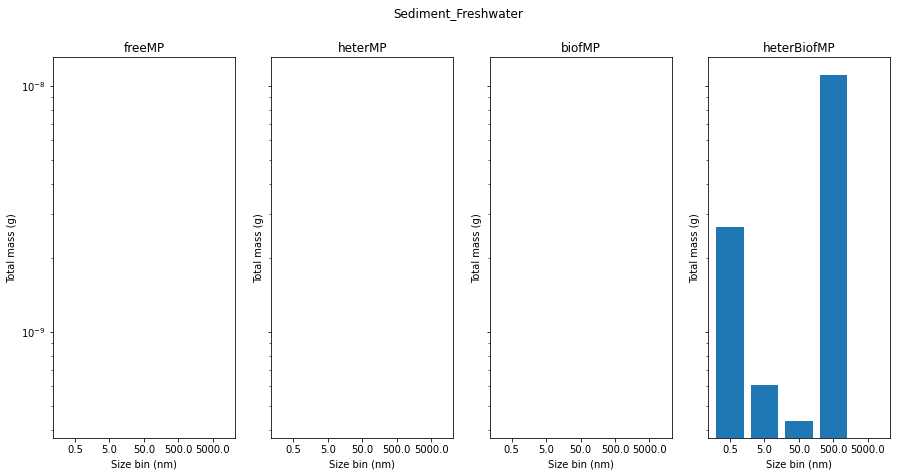 Sediment_Freshwater
freeMP
heterMP
biofMP
heterBiofMP
10⁻⁸
10⁻⁹
Total mass (g)
Total mass (g)
Total mass (g)
Total mass (g)
0.5 5.0 50.0 500.0 5000.0
0.5 5.0 50.0 500.0 5000.0
0.5 5.0 50.0 500.0 5000.0
0.5 5.0 50.0 500.0 5000.0
Size bin (nm)
Size bin (nm)
Size bin (nm)
Size bin (nm)